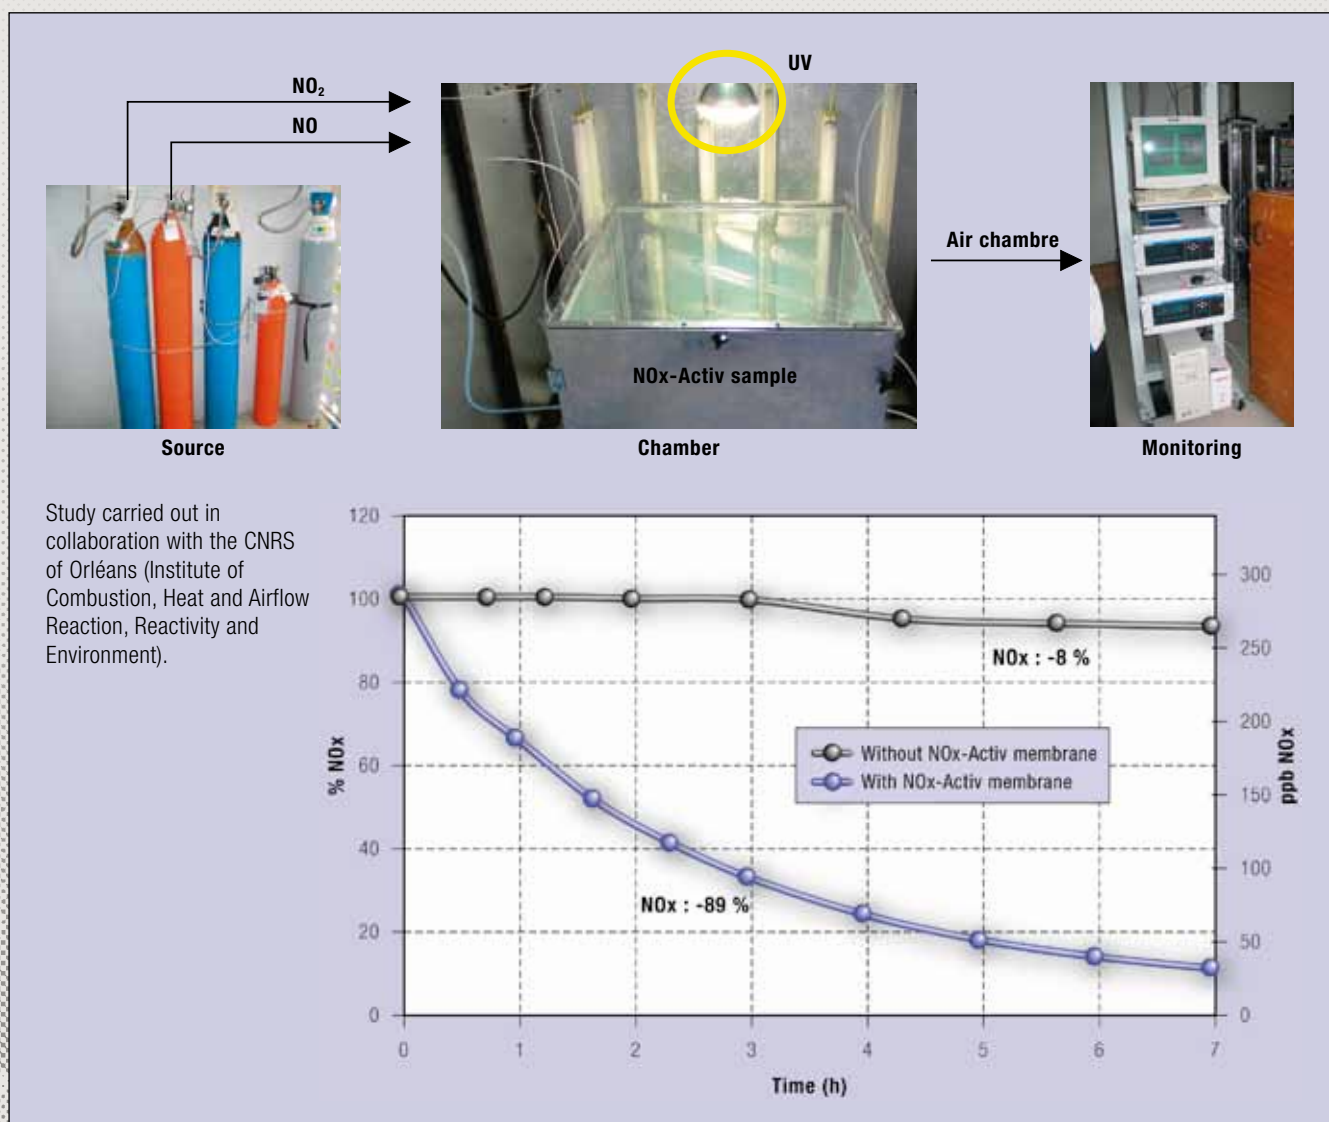 UV
NO₂
NO
Air chambre
NOx-Activ sample
Source
Chamber
Monitoring
Study carried out in
collaboration with the CNRS
of Orléans (Institute of
Combustion, Heat and Airflow
Reaction, Reactivity and
Environment).
% NOx
120
100
80
60
40
20
0
NOx : -8 %
Without NOx-Activ membrane
With NOx-Activ membrane
NOx : -89 %
300
250
200
150
100
50
0
ppb NOx
0 1 2 3 4 5 6 7
Time (h)